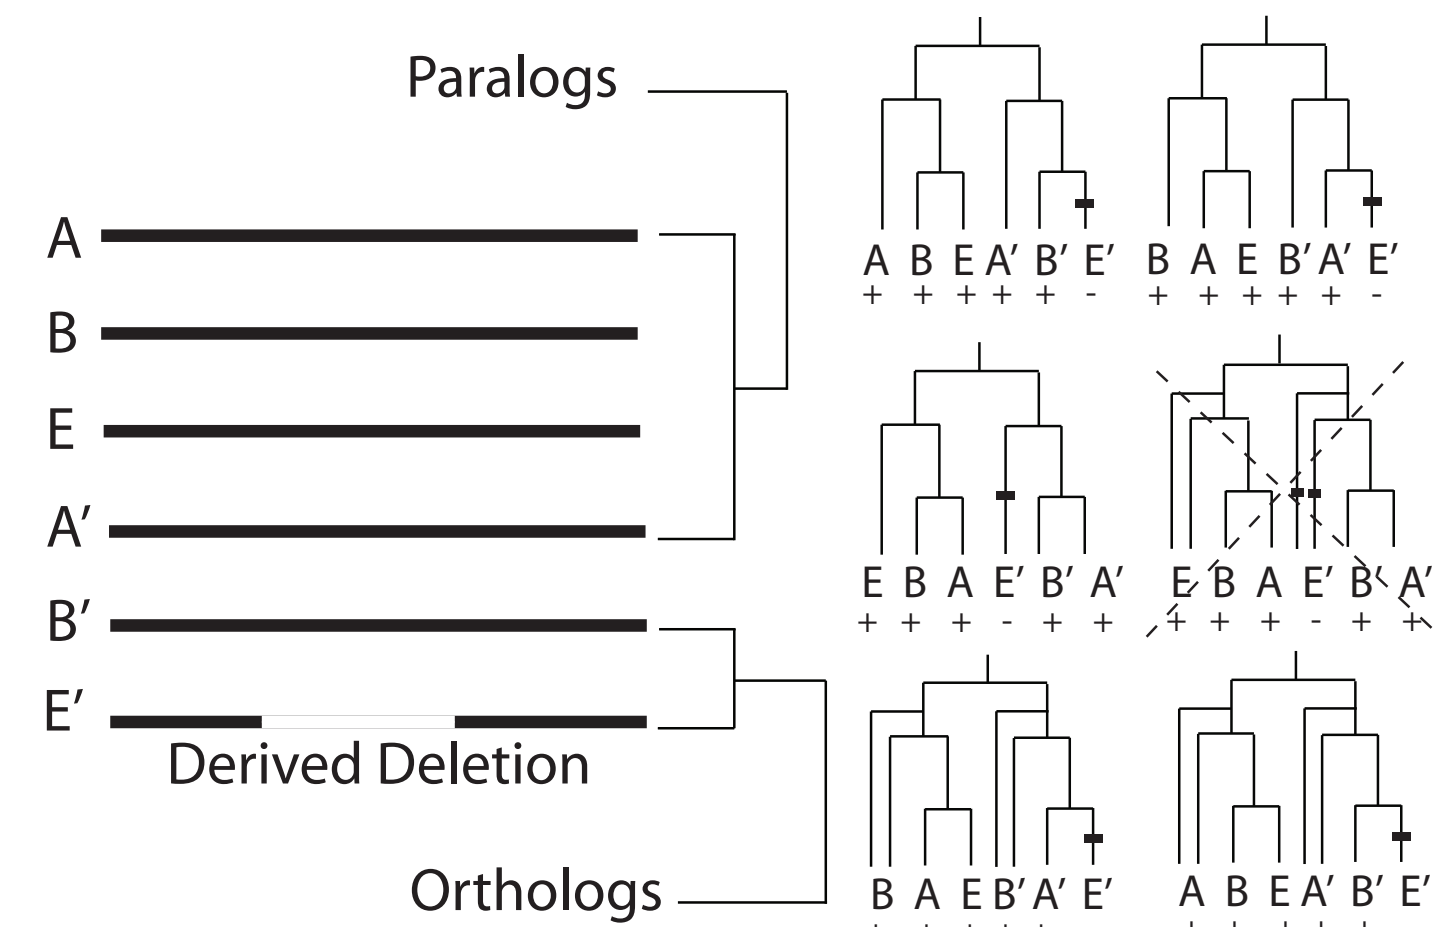 Paralogs
A
B
E
A′
B′
E′
Derived Deletion
Orthologs
A B E A′ B′ E′
+ + + + + -
B A E B′ A′ E′
+ + + + + -
E B A E′ B′ A′
+ + + - + +
E B A E′ B′ A′
+ + + - + +
B A E B′ A′ E′
A B E A′ B′ E′